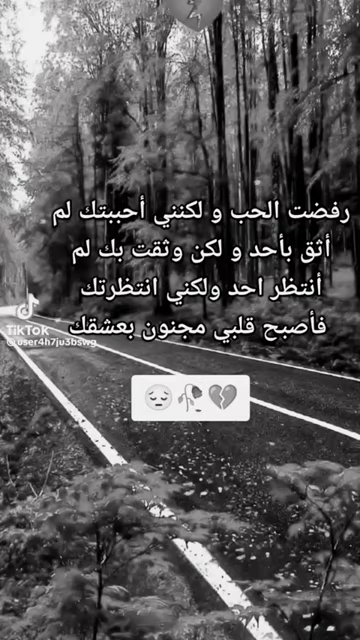 رفضت الحب و لكنني أحببتك لم
أثق بأحد و لكن وثقت بك لم
أنتظر احد ولكني انتظرتك
فأصبح قلبي مجنون بعشقك
TikTok
@user4h7ju3bswg